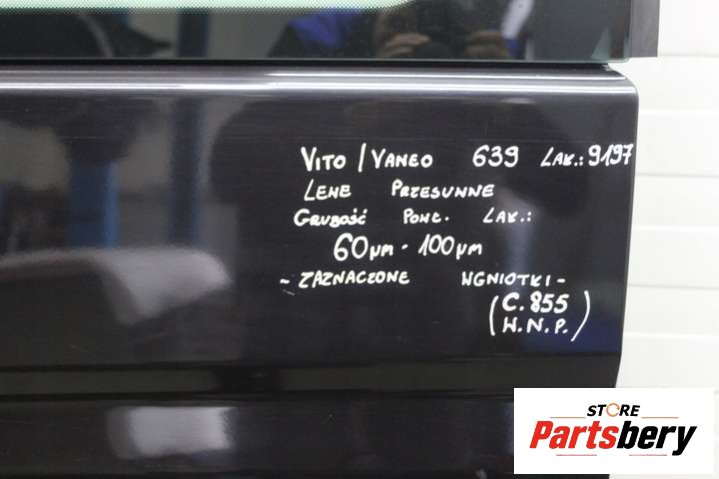 VITO / VANEO 639 LAK.: 9197
LEWE PRZESUWNE
GRUBOŚĆ POWŁ. LAK.:
60µm - 100µm
- ZAZNACZONE WGNIOTKI -
(C. 855
W.N.P.)
STORE
Partsbery